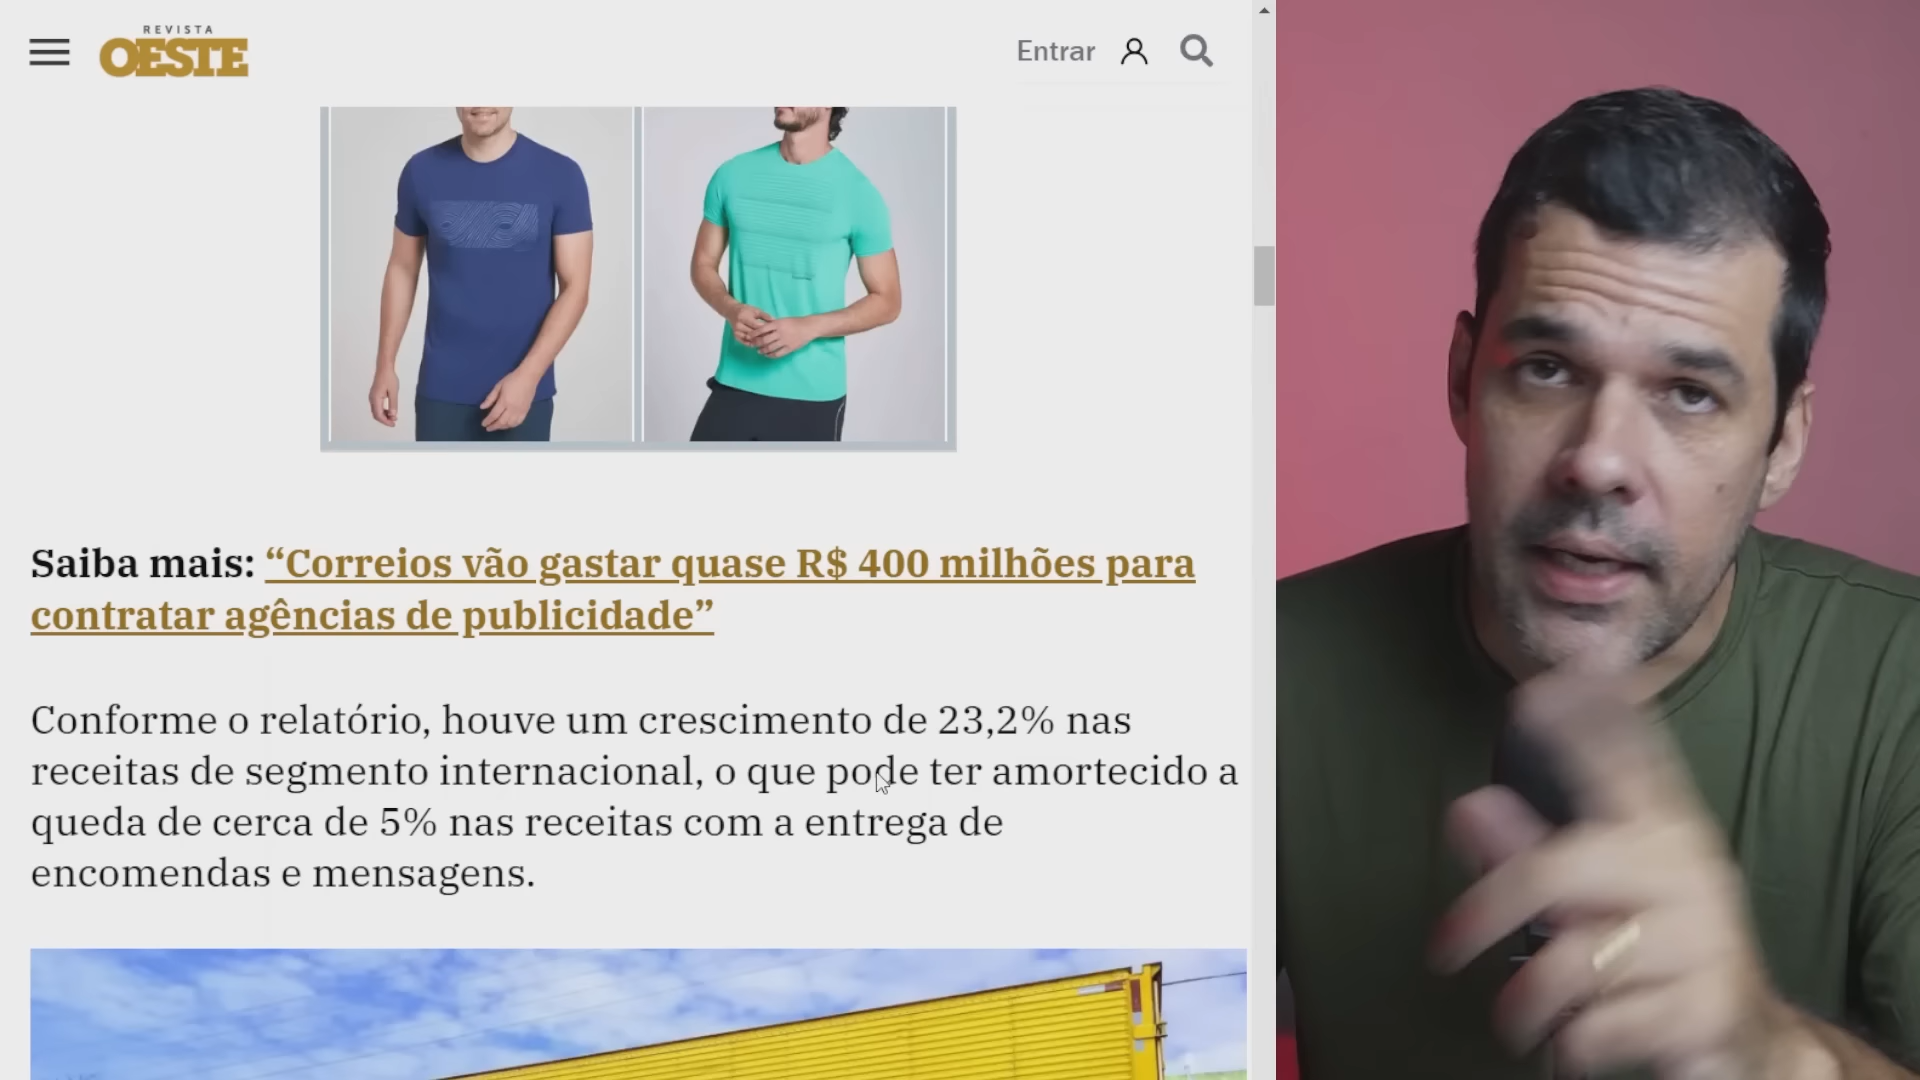 REVISTA
OESTE
Entrar
Saiba mais: “Correios vão gastar quase R$ 400 milhões para
contratar agências de publicidade”
Conforme o relatório, houve um crescimento de 23,2% nas
receitas de segmento internacional, o que pode ter amortecido a
queda de cerca de 5% nas receitas com a entrega de
encomendas e mensagens.